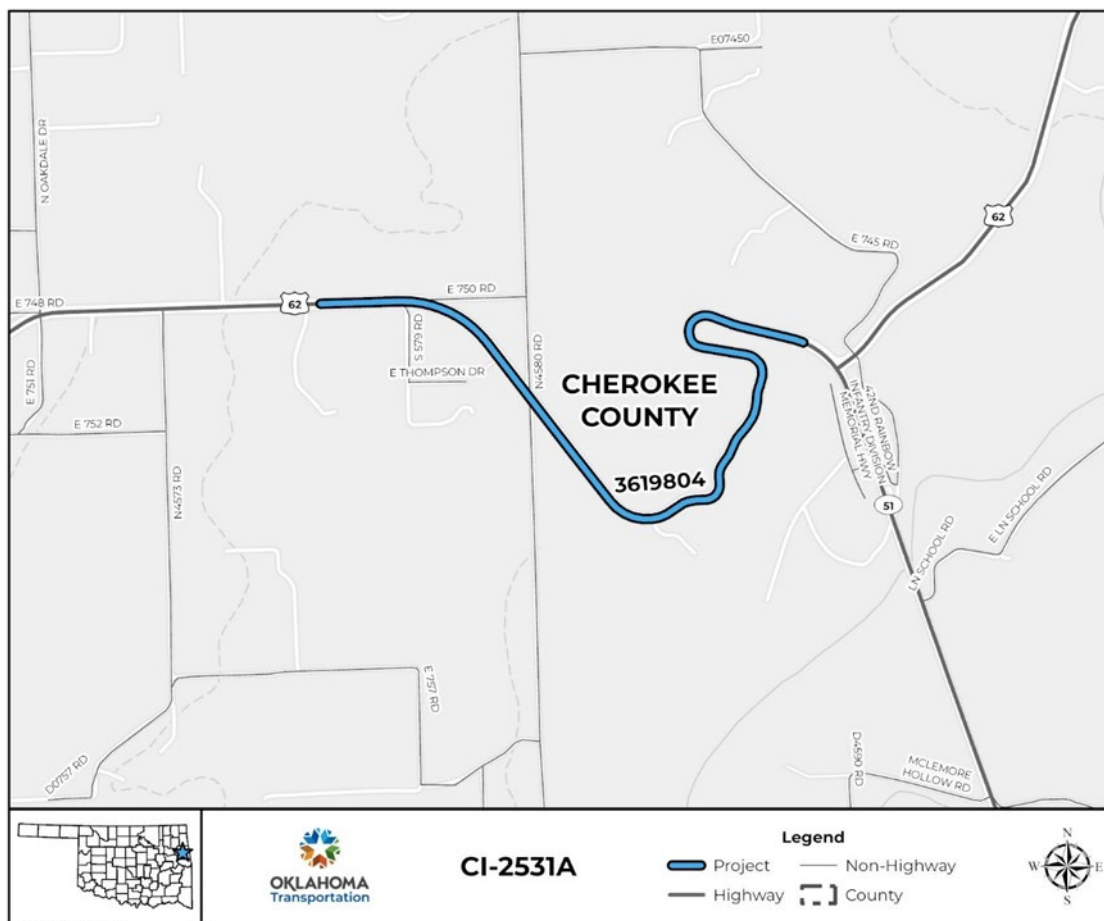 E07450
N OAKDALE DR
62
E 745 RD
E 748 RD
62
E 750 RD
E 751 RD
S 579 RD
N4580 RD
E THOMPSON DR
CHEROKEE
COUNTY
42ND RAINBOW
INFANTRY DIVISION
MEMORIAL HWY
E 752 RD
N4573 RD
3619804
51
LN SCHOOL RD
E LN SCHOOL RD
E 757 RD
D0757 RD
D4590 RD
MCLEMORE
HOLLOW RD
OKLAHOMA
Transportation
CI-2531A
Legend
Project
Non-Highway
Highway
County
N
W
E
S